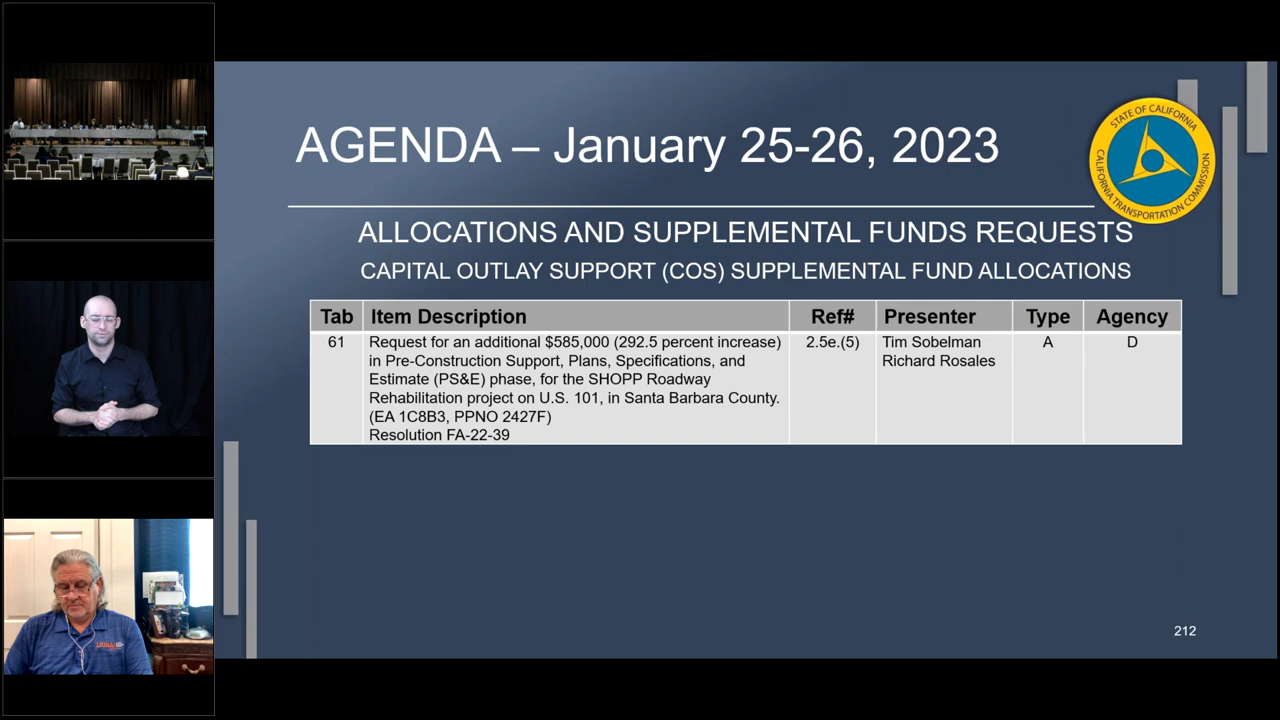 AGENDA – January 25-26, 2023
STATE OF CALIFORNIA
CALIFORNIA TRANSPORTATION COMMISSION
ALLOCATIONS AND SUPPLEMENTAL FUNDS REQUESTS
CAPITAL OUTLAY SUPPORT (COS) SUPPLEMENTAL FUND ALLOCATIONS
Tab Item Description Ref# Presenter Type Agency
61 Request for an additional $585,000 (292.5 percent increase) 2.5e.(5) Tim Sobelman A D
in Pre-Construction Support, Plans, Specifications, and Richard Rosales
Estimate (PS&E) phase, for the SHOPP Roadway
Rehabilitation project on U.S. 101, in Santa Barbara County.
(EA 1C8B3, PPNO 2427F)
Resolution FA-22-39
212